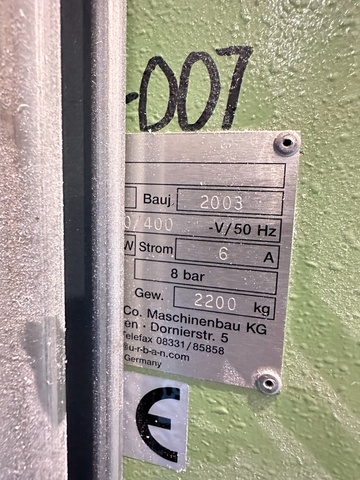 -007
Bauj. 2003
0/400 -V/50 Hz
W Strom 6 A
8 bar
Gew. 2200 kg
Co. Maschinenbau KG
en · Dornierstr. 5
elefax 08331/85858
u-r-b-a-n.com
Germany
CE